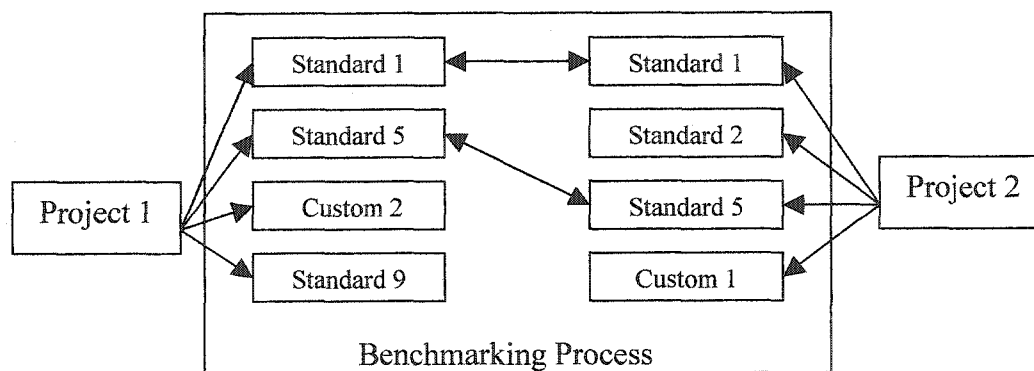 Standard 1
Standard 1
Standard 5
Standard 2
Project 1
Custom 2
Standard 5
Project 2
Standard 9
Custom 1
Benchmarking Process